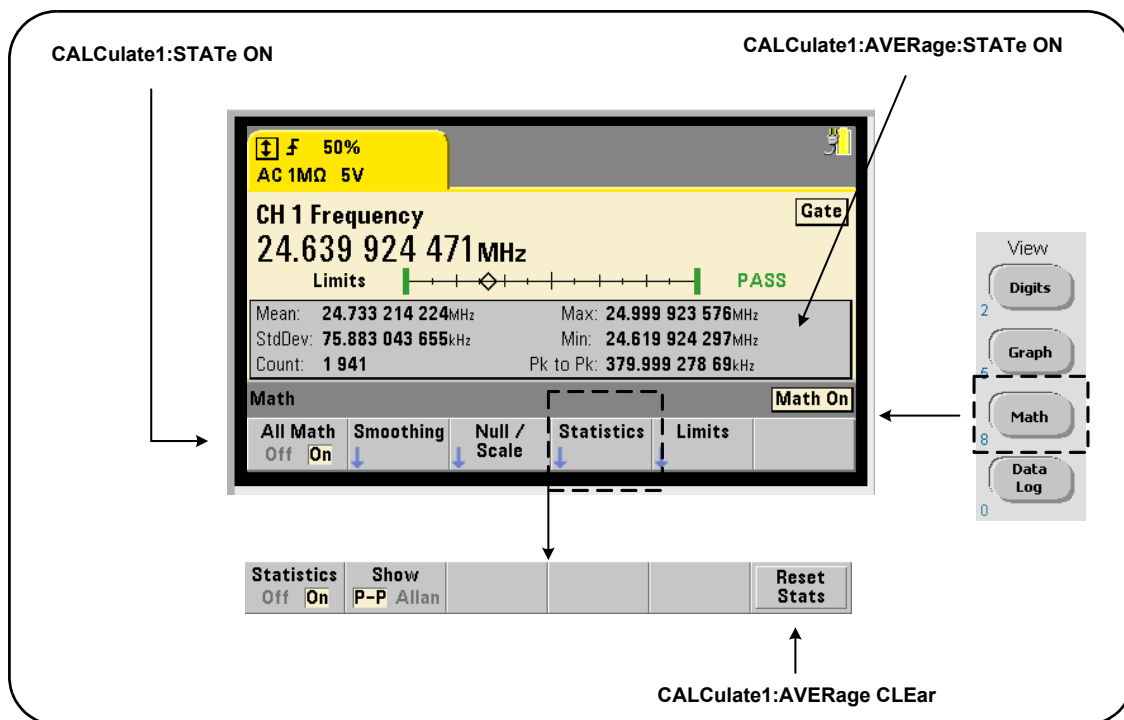 CALCulate1:STATe ON
CALCulate1:AVERage:STATe ON
50%
AC 1MΩ 5V
CH 1 Frequency
Gate
24.639 924 471 MHz
Limits
PASS
Mean: 24.733 214 224MHz Max: 24.999 923 576MHz
StdDev: 75.883 043 655kHz Min: 24.619 924 297MHz
Count: 1 941 Pk to Pk: 379.999 278 69kHz
Math
Math On
All Math Smoothing Null / Statistics Limits
Off On Scale
View
Digits
2
Graph
5
Math
8
Data
Log
0
Statistics Show Reset
Off On P-P Allan Stats
CALCulate1:AVERage CLEar